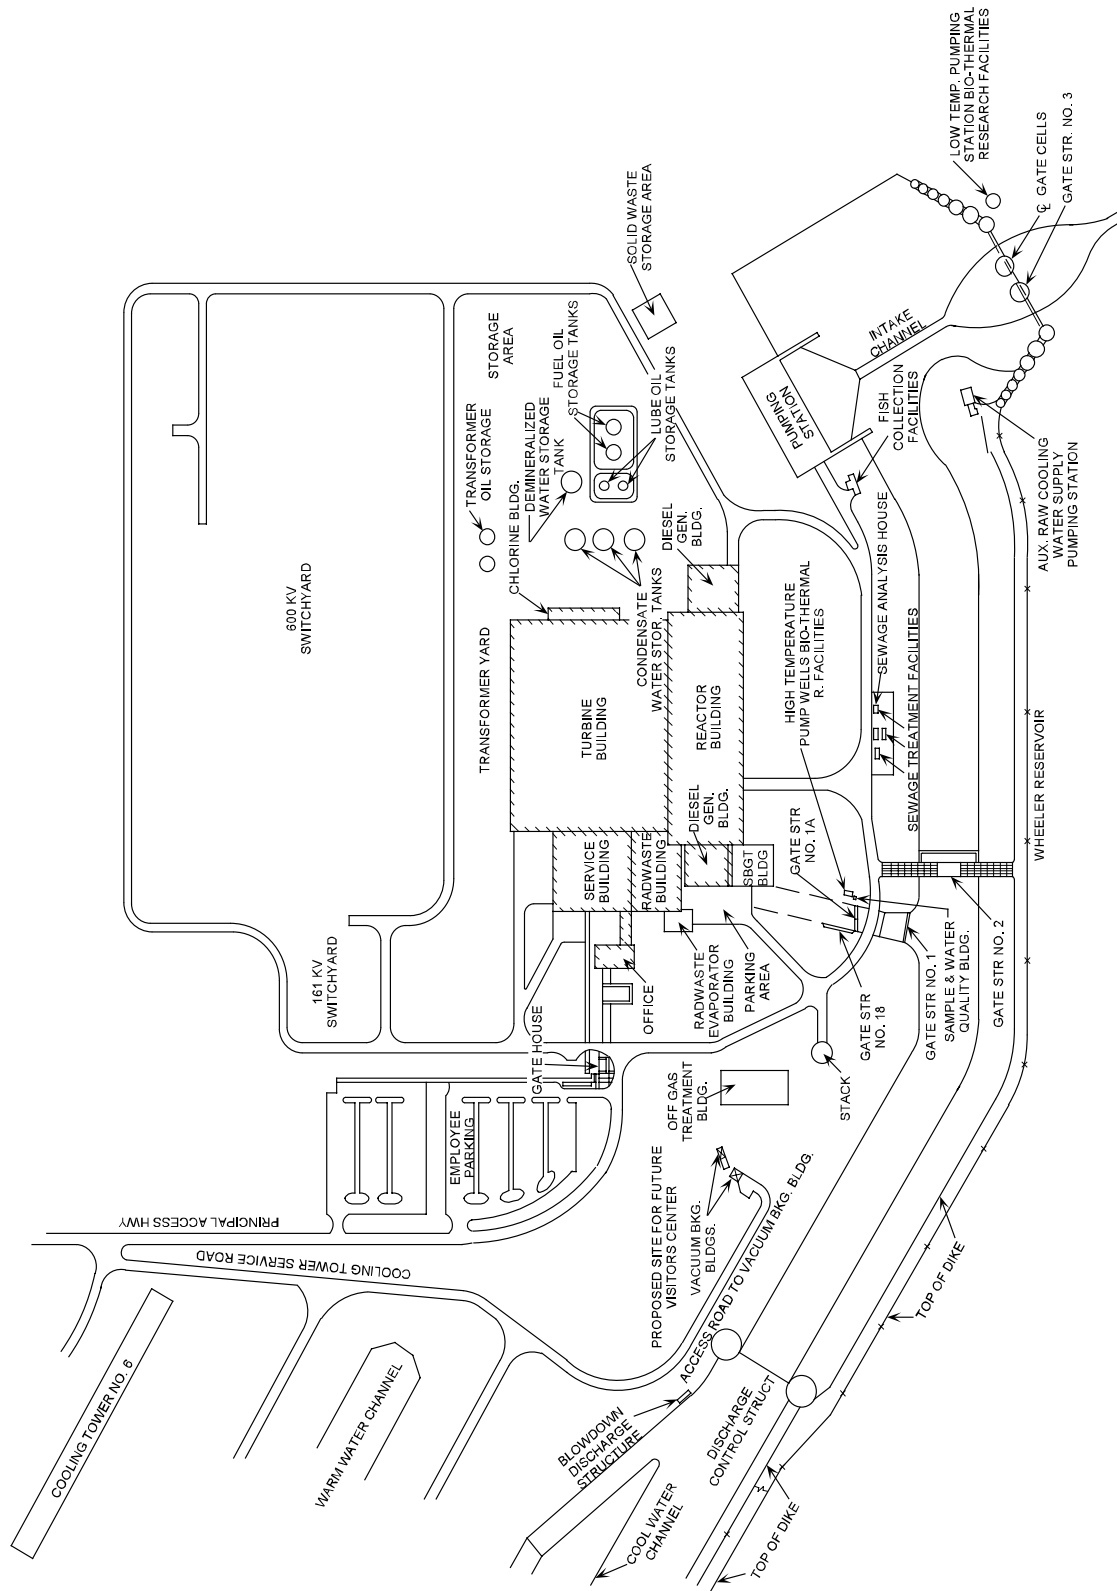 LOW TEMP. PUMPING
STATION BIO-THERMAL
RESEARCH FACILITIES
℄ GATE CELLS
GATE STR. NO. 3
SOLID WASTE
STORAGE AREA
STORAGE
AREA
FUEL OIL
STORAGE TANKS
LUBE OIL
STORAGE TANKS
INTAKE
CHANNEL
PUMPING
STATION
FISH
COLLECTION
FACILITIES
AUX. RAW COOLING
WATER SUPPLY
PUMPING STATION
TRANSFORMER
OIL STORAGE
DEMINERALIZED
WATER STORAGE
TANK
CHLORINE BLDG.
DIESEL
GEN.
BLDG.
600 KV
SWITCHYARD
TRANSFORMER YARD
CONDENSATE
WATER STOR. TANKS
TURBINE
BUILDING
REACTOR
BUILDING
HIGH TEMPERATURE
PUMP WELLS BIO-THERMAL
R. FACILITIES
SEWAGE ANALYSIS HOUSE
SEWAGE TREATMENT FACILITIES
WHEELER RESERVOIR
DIESEL
GEN.
BLDG.
SERVICE
BUILDING
RADWASTE
BUILDING
SBGT
BLDG
GATE STR
NO. 1A
161 KV
SWITCHYARD
OFFICE
RADWASTE
EVAPORATOR
BUILDING
PARKING
AREA
GATE STR
NO. 18
GATE STR NO. 1
SAMPLE & WATER
QUALITY BLDG.
GATE STR NO. 2
GATE HOUSE
STACK
OFF GAS
TREATMENT
BLDG.
EMPLOYEE
PARKING
PRINCIPAL ACCESS HWY
COOLING TOWER SERVICE ROAD
PROPOSED SITE FOR FUTURE
VISITORS CENTER
VACUUM BKG.
BLDGS.
ACCESS ROAD TO VACUUM BKG. BLDG.
TOP OF DIKE
COOLING TOWER NO. 6
WARM WATER CHANNEL
BLOWDOWN
DISCHARGE
STRUCTURE
DISCHARGE
CONTROL STRUCT
COOL WATER
CHANNEL
TOP OF DIKE